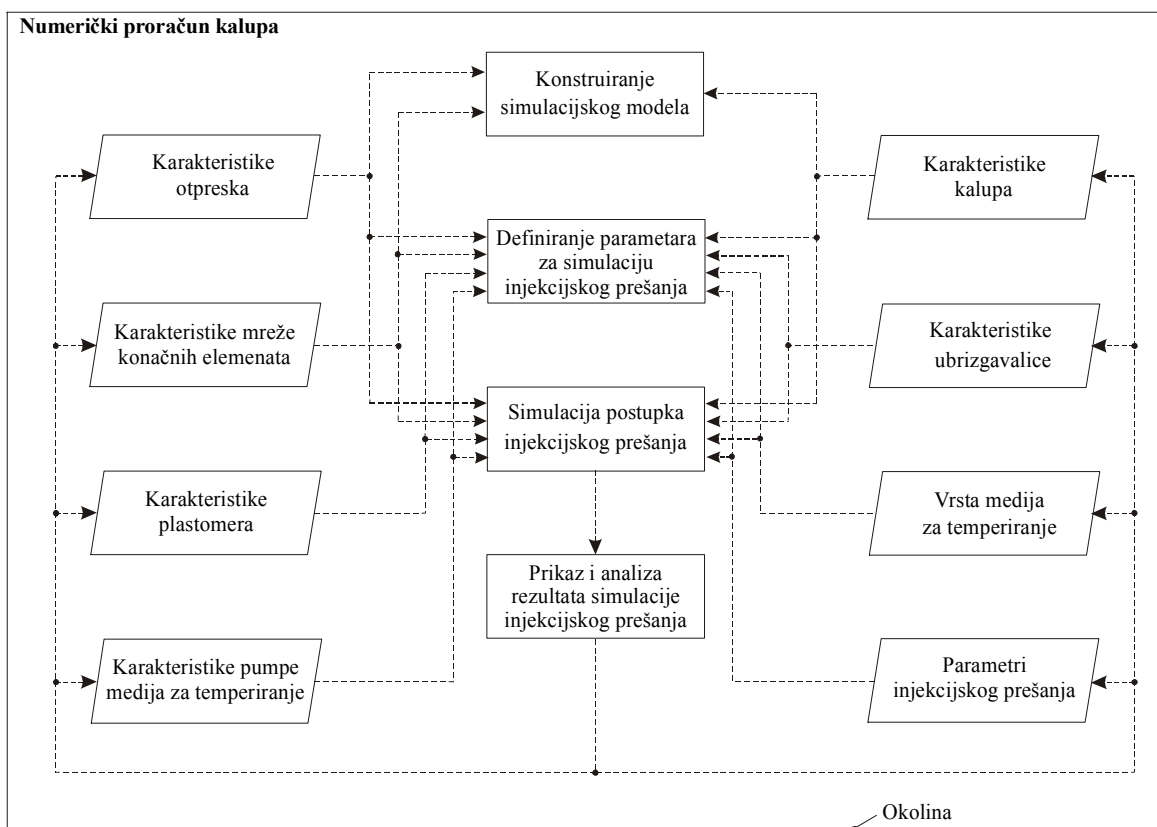 Numerički proračun kalupa
Konstruiranje
simulacijskog modela
Karakteristike
otpreska
Karakteristike
kalupa
Definiranje parametara
za simulaciju
injekcijskog prešanja
Karakteristike mreže
konačnih elemenata
Karakteristike
ubrizgavalice
Simulacija postupka
injekcijskog prešanja
Karakteristike
plastomera
Vrsta medija
za temperiranje
Prikaz i analiza
rezultata simulacije
injekcijskog prešanja
Karakteristike pumpe
medija za temperiranje
Parametri
injekcijskog prešanja
Okolina